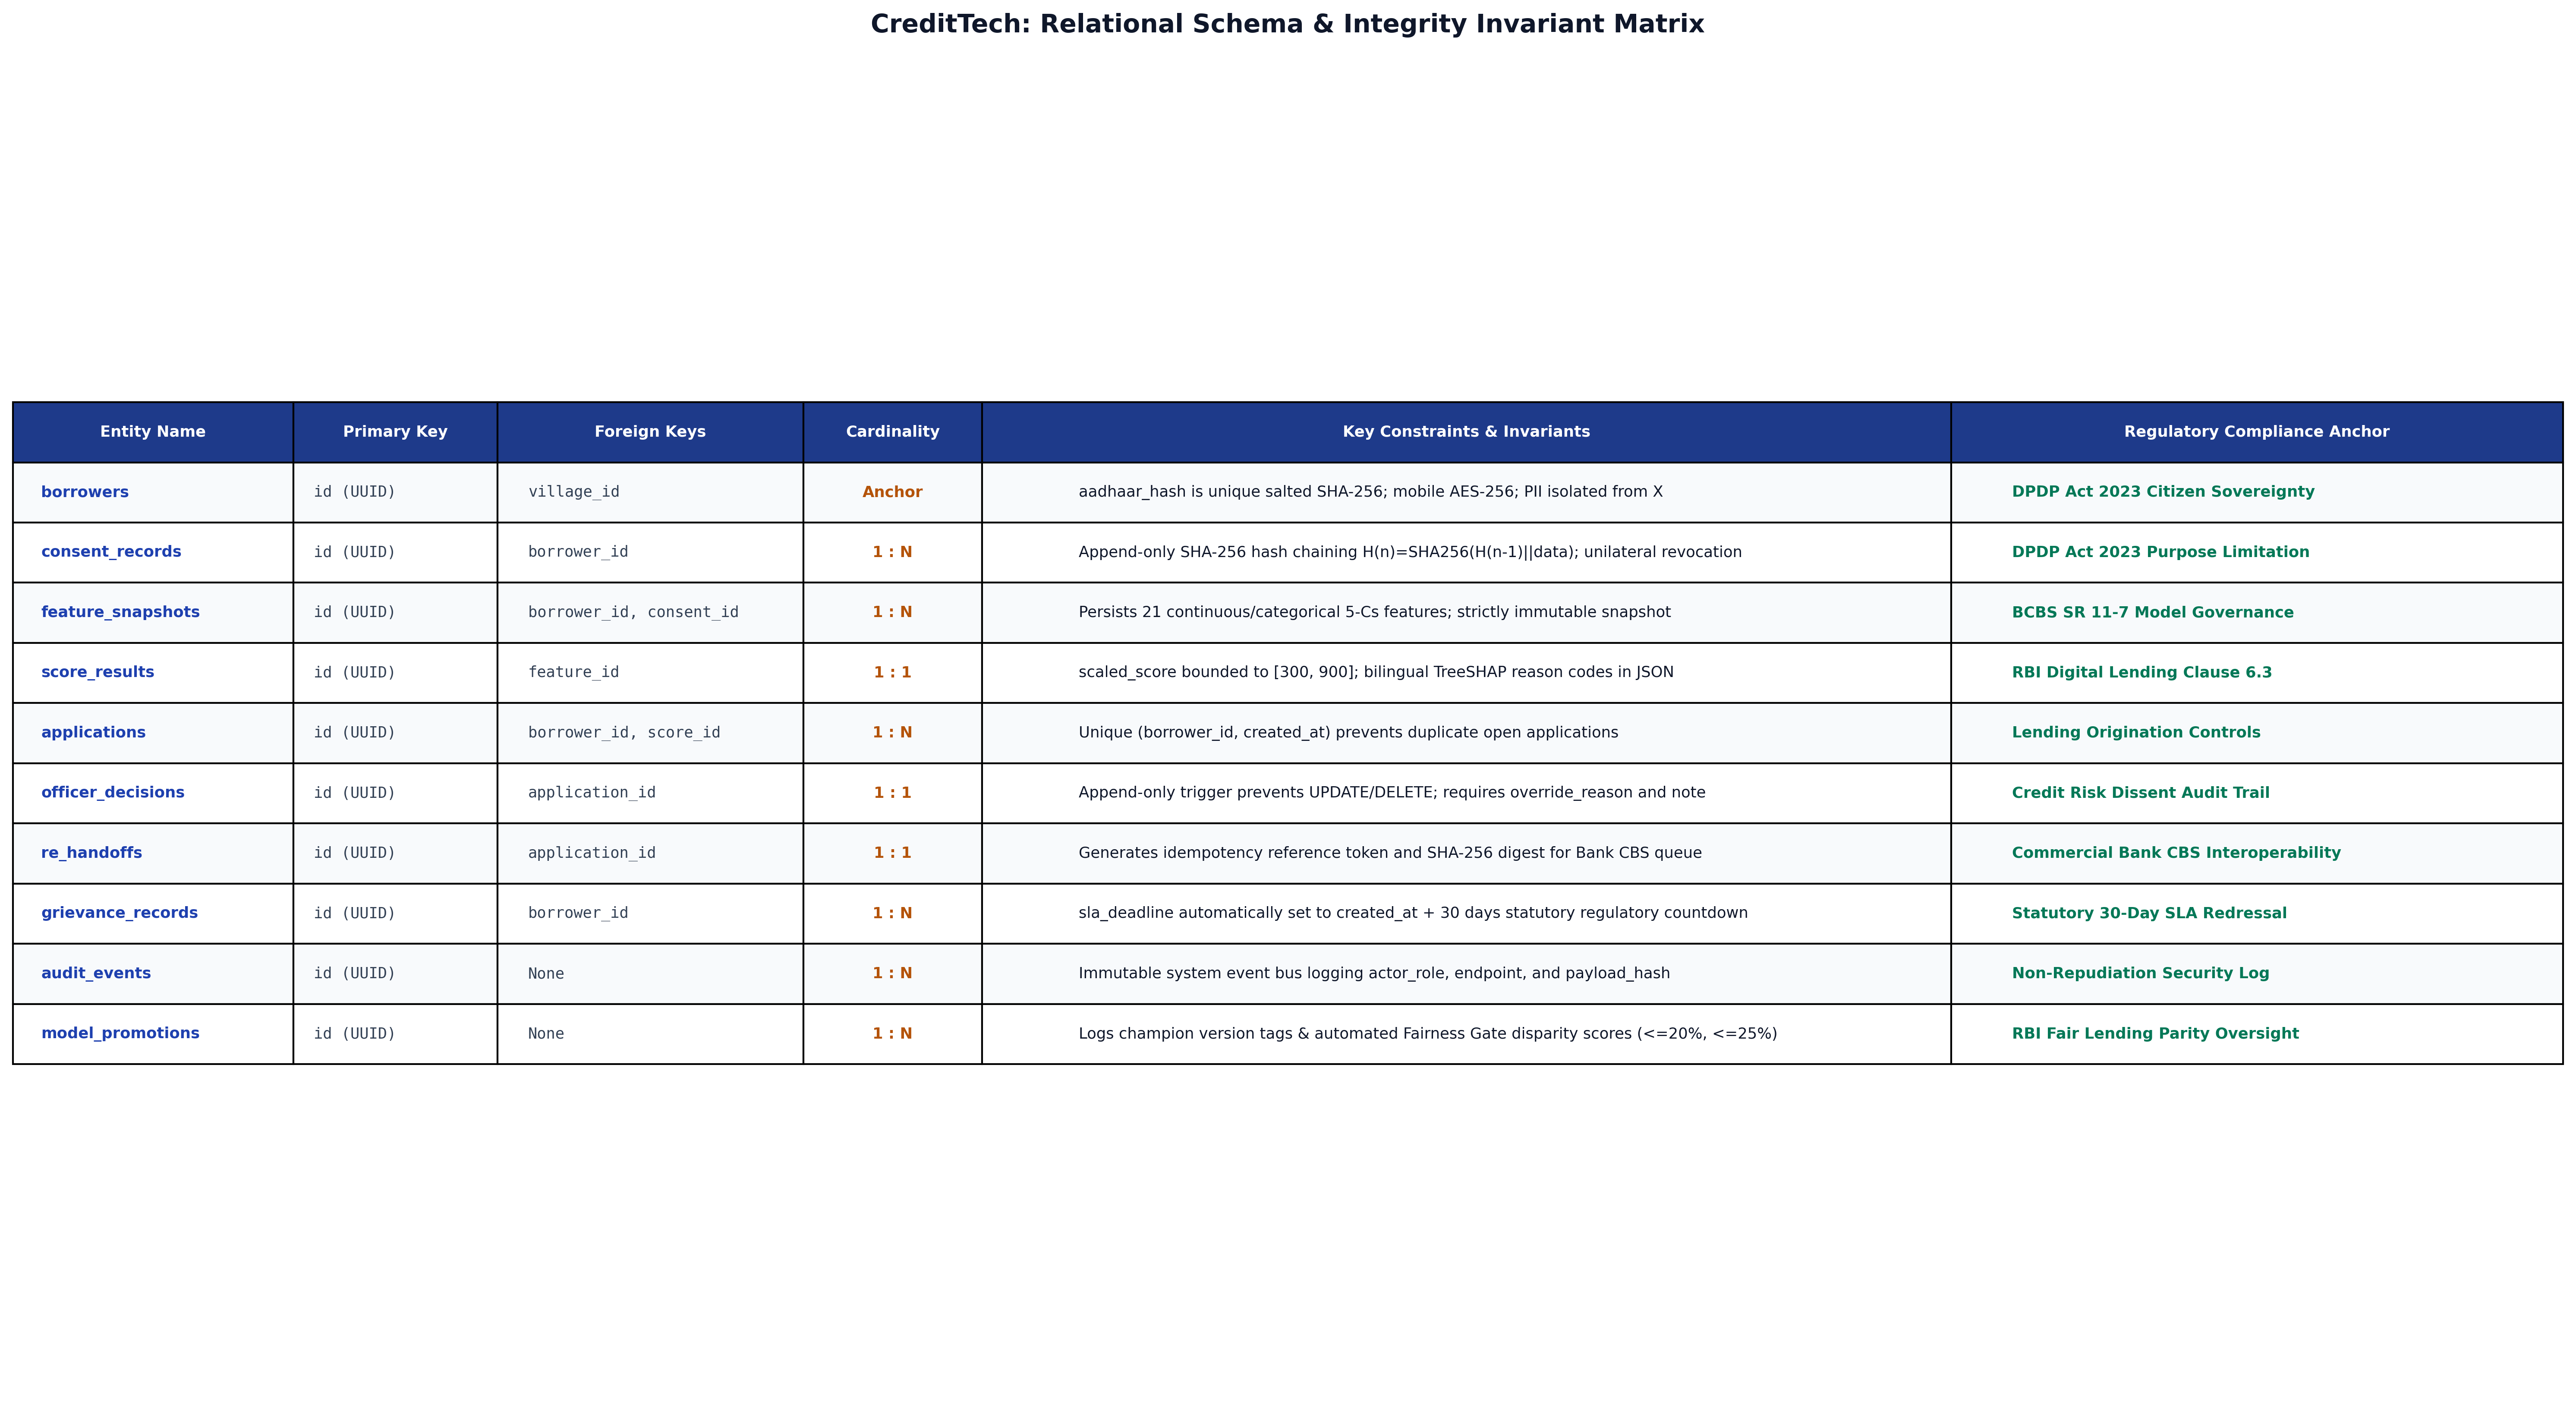 CreditTech: Relational Schema & Integrity Invariant Matrix
Entity Name Primary Key Foreign Keys Cardinality Key Constraints & Invariants Regulatory Compliance Anchor
borrowers id (UUID) village_id Anchor aadhaar_hash is unique salted SHA-256; mobile AES-256; PII isolated from X DPDP Act 2023 Citizen Sovereignty
consent_records id (UUID) borrower_id 1 : N Append-only SHA-256 hash chaining H(n)=SHA256(H(n-1)||data); unilateral revocation DPDP Act 2023 Purpose Limitation
feature_snapshots id (UUID) borrower_id, consent_id 1 : N Persists 21 continuous/categorical 5-Cs features; strictly immutable snapshot BCBS SR 11-7 Model Governance
score_results id (UUID) feature_id 1 : 1 scaled_score bounded to [300, 900]; bilingual TreeSHAP reason codes in JSON RBI Digital Lending Clause 6.3
applications id (UUID) borrower_id, score_id 1 : N Unique (borrower_id, created_at) prevents duplicate open applications Lending Origination Controls
officer_decisions id (UUID) application_id 1 : 1 Append-only trigger prevents UPDATE/DELETE; requires override_reason and note Credit Risk Dissent Audit Trail
re_handoffs id (UUID) application_id 1 : 1 Generates idempotency reference token and SHA-256 digest for Bank CBS queue Commercial Bank CBS Interoperability
grievance_records id (UUID) borrower_id 1 : N sla_deadline automatically set to created_at + 30 days statutory regulatory countdown Statutory 30-Day SLA Redressal
audit_events id (UUID) None 1 : N Immutable system event bus logging actor_role, endpoint, and payload_hash Non-Repudiation Security Log
model_promotions id (UUID) None 1 : N Logs champion version tags & automated Fairness Gate disparity scores (<=20%, <=25%) RBI Fair Lending Parity Oversight